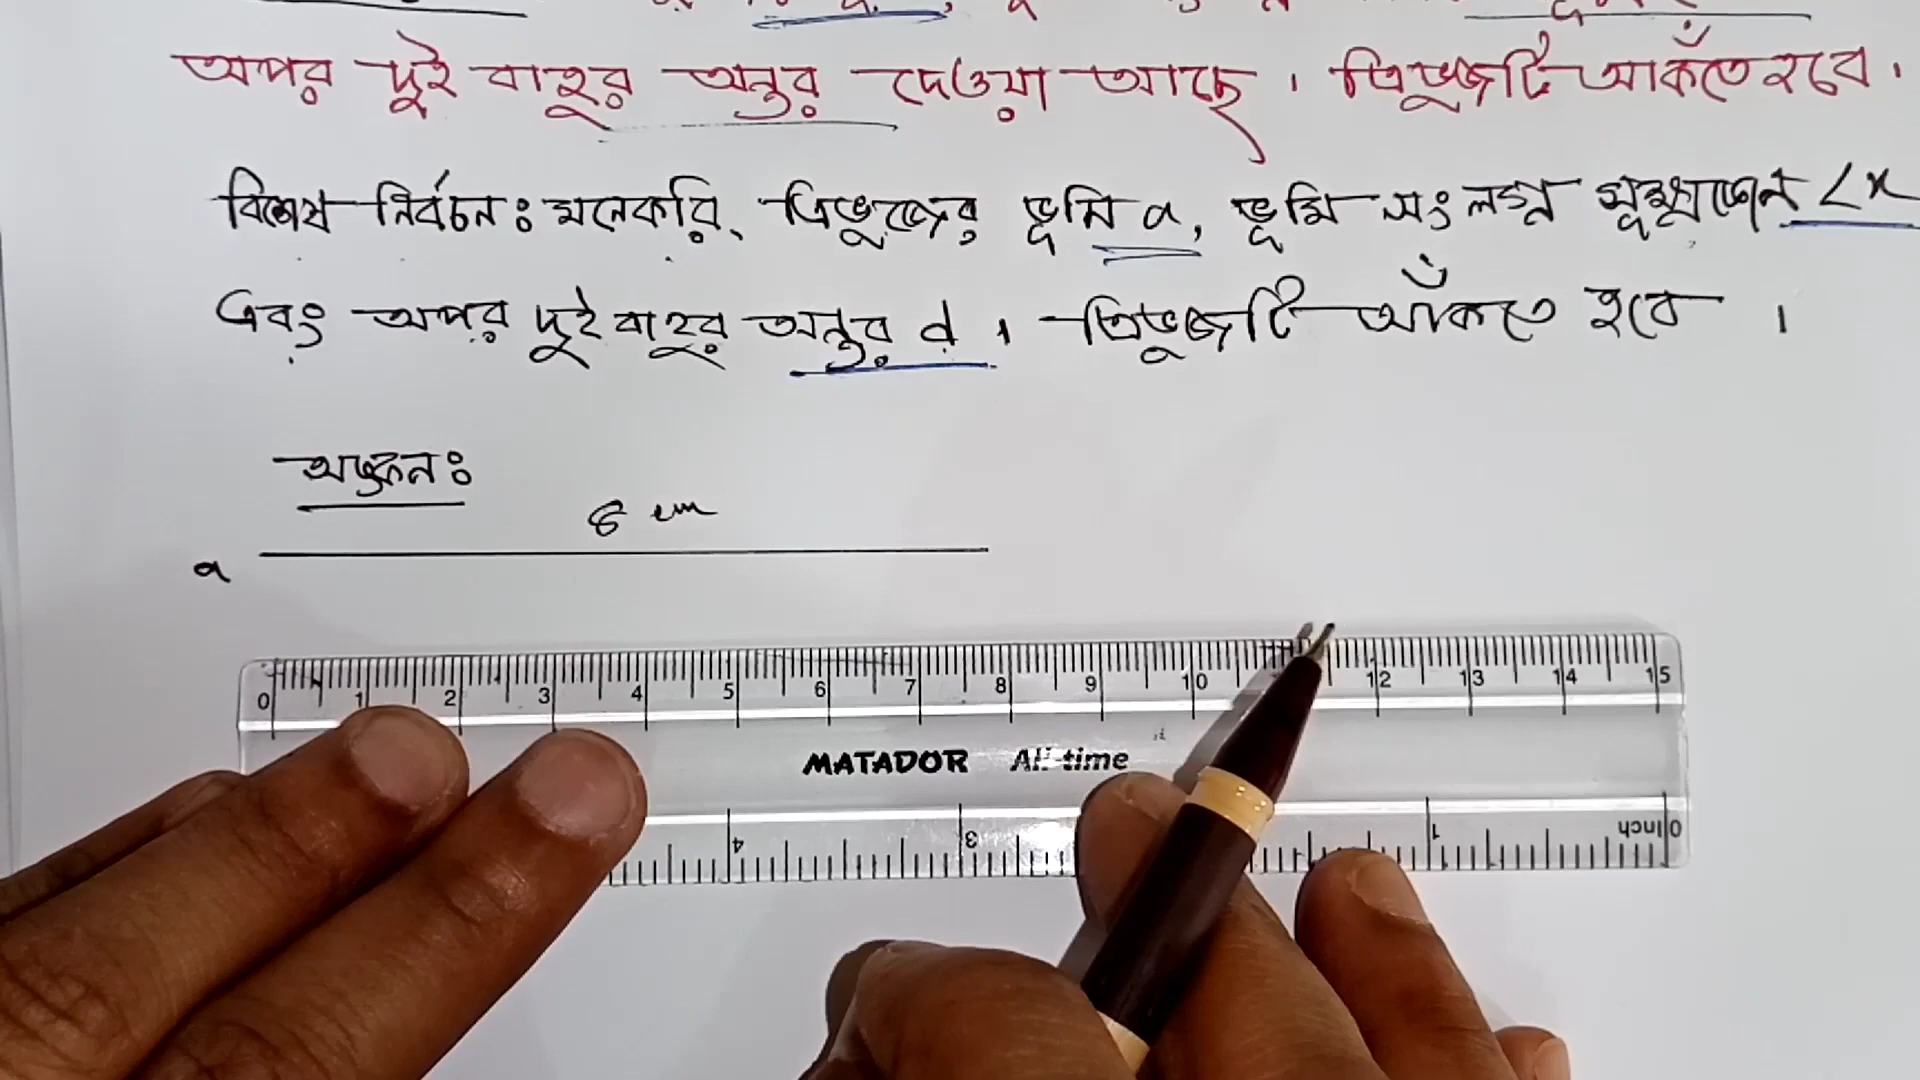 অপর দুই বাহুর অন্তর দেওয়া আছে । ত্রিভুজটি আকঁতে হবে ।
বিশেষ নির্বচন: মনেকরি, ত্রিভুজের ভূমি a, ভূমি সংলগ্ন সূক্ষ্মকোন <x
এবং অপর দুই বাহুর অন্তর d । ত্রিভুজটি আঁকতে হবে ।
অঙ্কন:
8 cm
a
0 1 2 3 4 5 6 7 8 9 10 12 13 14 15
MATADOR All-time
4 3 1 0 Inch